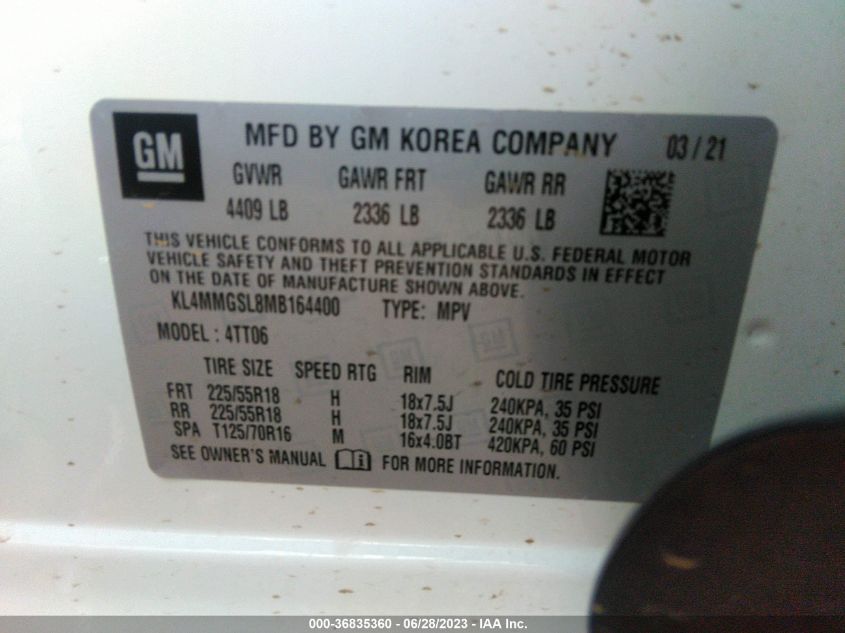 GM MFD BY GM KOREA COMPANY 03 / 21
GVWR GAWR FRT GAWR RR
4409 LB 2336 LB 2336 LB
THIS VEHICLE CONFORMS TO ALL APPLICABLE U.S. FEDERAL MOTOR
VEHICLE SAFETY AND THEFT PREVENTION STANDARDS IN EFFECT
ON THE DATE OF MANUFACTURE SHOWN ABOVE.
KL4MMGSL8MB164400 TYPE: MPV
MODEL : 4TT06
TIRE SIZE SPEED RTG RIM COLD TIRE PRESSURE
FRT 225/55R18 H 18x7.5J 240KPA, 35 PSI
RR 225/55R18 H 18x7.5J 240KPA, 35 PSI
SPA T125/70R16 M 16x4.0BT 420KPA, 60 PSI
SEE OWNER'S MANUAL FOR MORE INFORMATION.
000-36835360 - 06/28/2023 - IAA Inc.